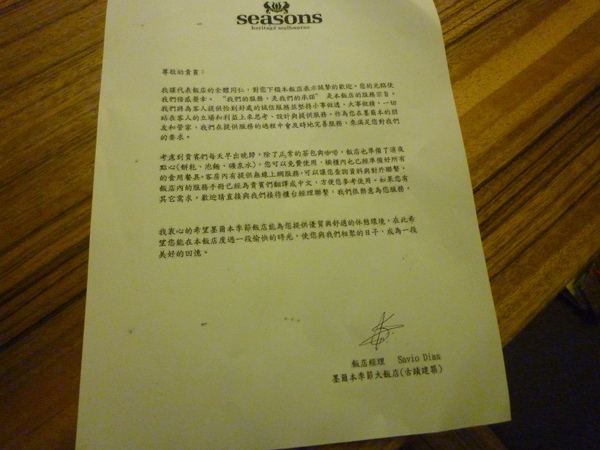 seasons
heritage melbourne
尊敬的貴賓：
我謹代表飯店的全體同仁，對您下榻本飯店表示誠摯的歡迎。您的光臨使
我們倍感榮幸。 “我們的服務，是我們的承諾” 是本飯店的服務宗旨。
我們將為客人提供恰到好處的誠信服務並堅持小事做透、大事做精，一切
站在客人的立場和利益上來思考、設計與提供服務。作為您在墨爾本的朋
友和管家，我們在提供服務的過程中會及時地完善服務，來滿足您對我們
的要求。
考慮到貴賓們每天早出晚歸，除了正常的茶包與咖啡，飯店也準備了消夜
點心(餅乾、泡麵、礦泉水)。您可以免費使用，櫥櫃內也已經準備好所有
的食用餐具。客房內有提供無線上網服務，可以讓您查詢資料與對外聯繫，
飯店內的服務手冊已經為貴賓們翻譯成中文，方便您參考使用。如果您有
其它需求，歡迎請直接與我們接待櫃台經理聯繫，我們很願意為您服務。
我衷心的希望墨爾本季節飯店能為您提供優質與舒適的休憩環境，在此希
望您能在本飯店度過一段愉快的時光，使您與我們相聚的日子，成為一段
美好的回憶。
飯店經理 Savio Dias
墨爾本季節大飯店(古蹟建築)